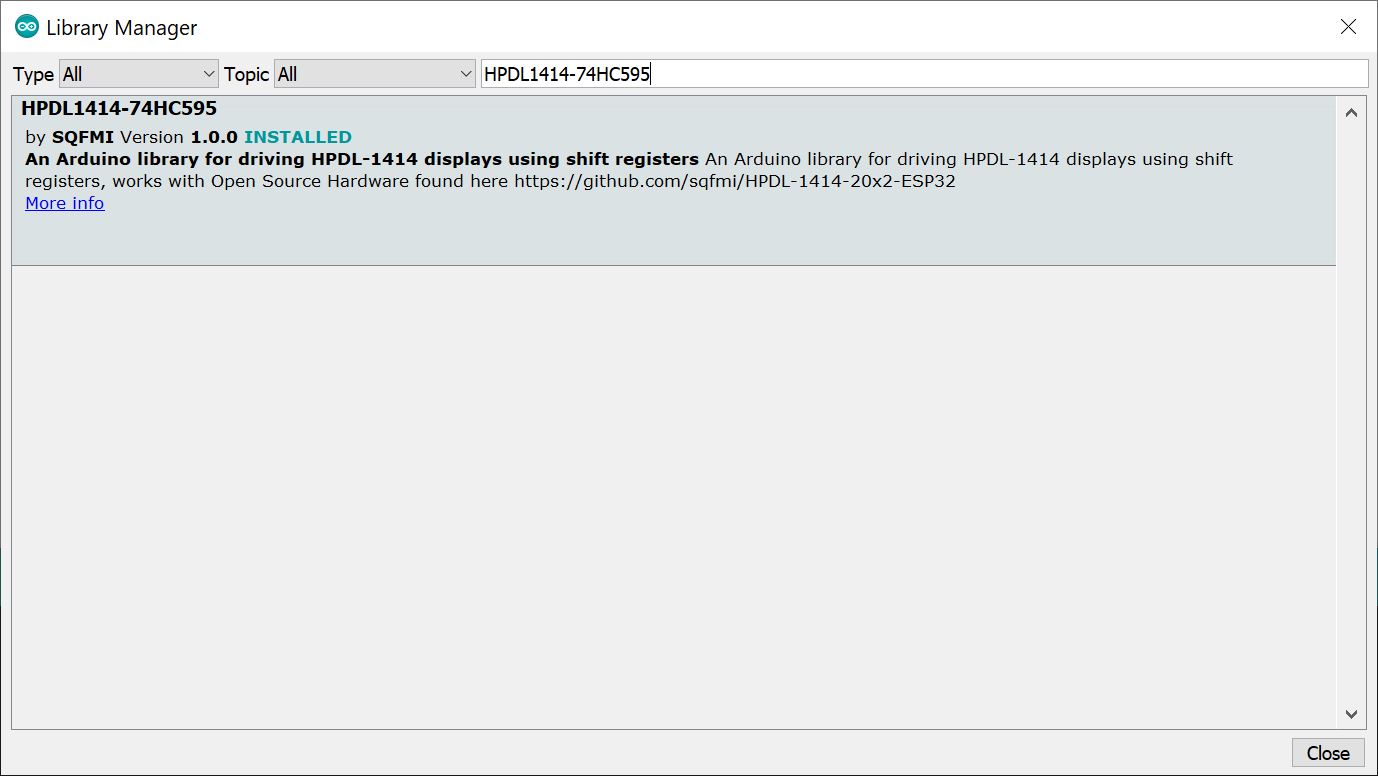 Library Manager
Type All Topic All HPDL1414-74HC595
HPDL1414-74HC595
by SQFMI Version 1.0.0 INSTALLED
An Arduino library for driving HPDL-1414 displays using shift registers An Arduino library for driving HPDL-1414 displays using shift
registers, works with Open Source Hardware found here https://github.com/sqfmi/HPDL-1414-20x2-ESP32
More info
Close